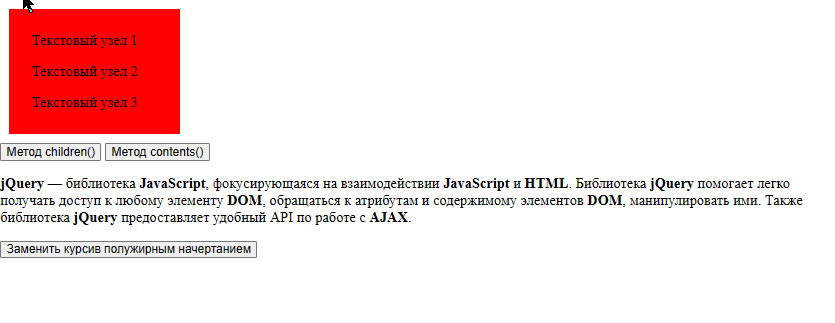 Текстовый узел 1
Текстовый узел 2
Текстовый узел 3
Метод children() Метод contents()
jQuery — библиотека JavaScript, фокусирующаяся на взаимодействии JavaScript и HTML. Библиотека jQuery помогает легко
получать доступ к любому элементу DOM, обращаться к атрибутам и содержимому элементов DOM, манипулировать ими. Также
библиотека jQuery предоставляет удобный API по работе с AJAX.
Заменить курсив полужирным начертанием